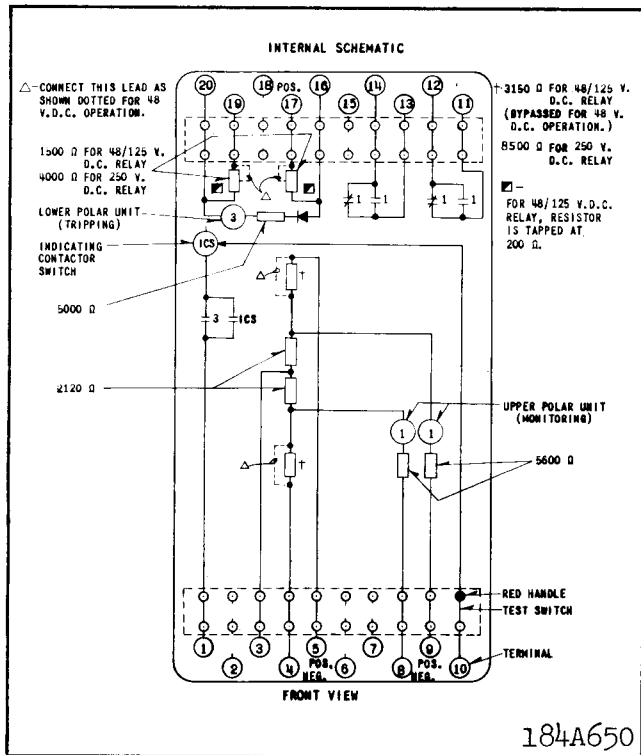 INTERNAL SCHEMATIC
△-CONNECT THIS LEAD AS
SHOWN DOTTED FOR 48
V.D.C. OPERATION.
20
18 POS.
16
14
12
19
17
15
13
11
†-3150 Ω FOR 48/125 V.
D.C. RELAY
(BYPASSED FOR 48 V.
D.C. OPERATION.)
8500 Ω FOR 250 V.
D.C. RELAY
1500 Ω FOR 48/125 V.
D.C. RELAY
4000 Ω FOR 250 V.
D.C. RELAY
△
1
1
1
1
FOR 48/125 V.D.C.
RELAY, RESISTOR
IS TAPPED AT
200 Ω.
LOWER POLAR UNIT
(TRIPPING)
3
INDICATING
CONTACTOR
SWITCH
ICS
5000 Ω
△
†
3
ICS
2120 Ω
1
1
UPPER POLAR UNIT
(MONITORING)
△
†
5600 Ω
RED HANDLE
TEST SWITCH
1
3
5
7
9
POS.
NEG.
POS.
NEG.
2
4
6
8
10
TERMINAL
FRONT VIEW
184A650